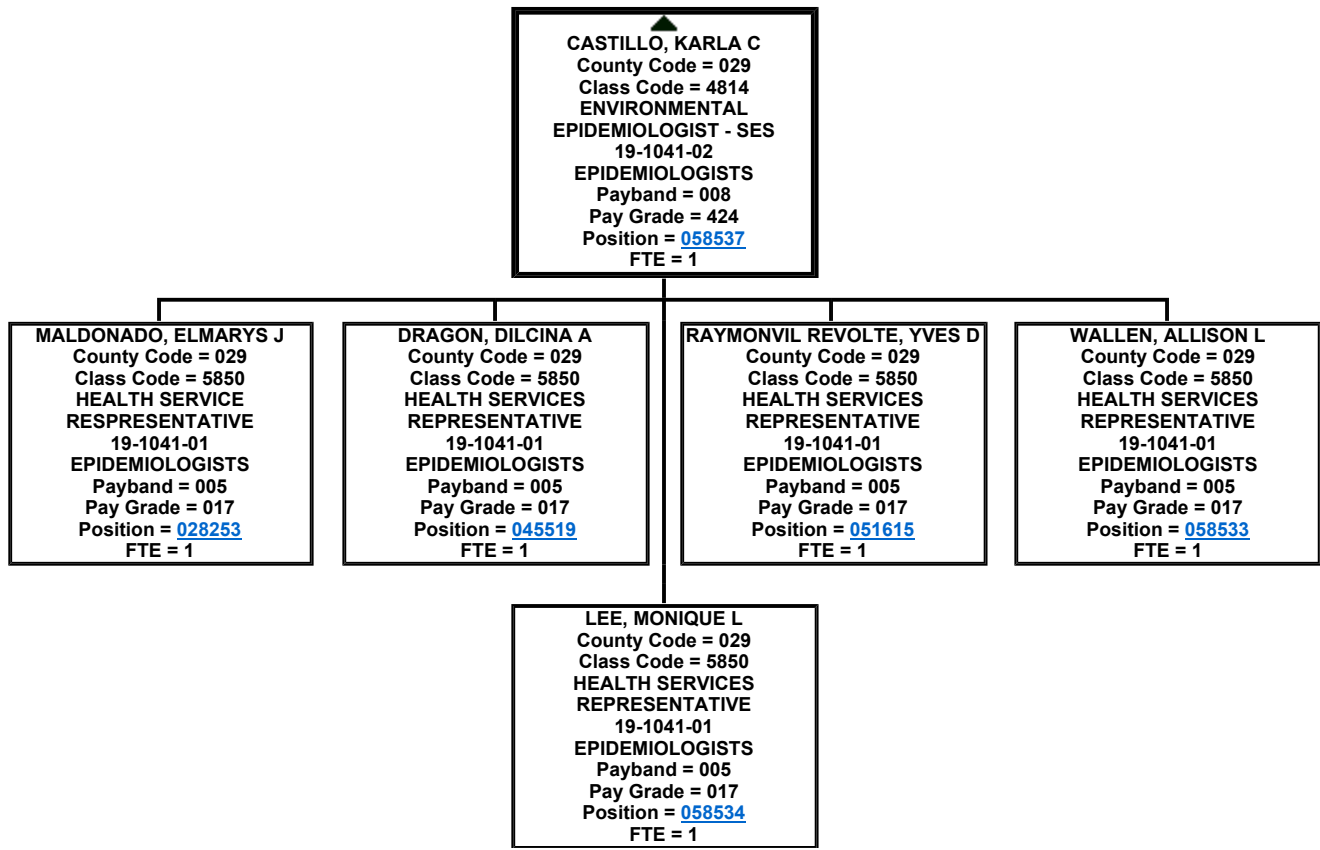 CASTILLO, KARLA C
County Code = 029
Class Code = 4814
ENVIRONMENTAL
EPIDEMIOLOGIST - SES
19-1041-02
EPIDEMIOLOGISTS
Payband = 008
Pay Grade = 424
Position = 058537
FTE = 1
MALDONADO, ELMARYS J
County Code = 029
Class Code = 5850
HEALTH SERVICE
RESPRESENTATIVE
19-1041-01
EPIDEMIOLOGISTS
Payband = 005
Pay Grade = 017
Position = 028253
FTE = 1
DRAGON, DILCINA A
County Code = 029
Class Code = 5850
HEALTH SERVICES
REPRESENTATIVE
19-1041-01
EPIDEMIOLOGISTS
Payband = 005
Pay Grade = 017
Position = 045519
FTE = 1
RAYMONVIL REVOLTE, YVES D
County Code = 029
Class Code = 5850
HEALTH SERVICES
REPRESENTATIVE
19-1041-01
EPIDEMIOLOGISTS
Payband = 005
Pay Grade = 017
Position = 051615
FTE = 1
WALLEN, ALLISON L
County Code = 029
Class Code = 5850
HEALTH SERVICES
REPRESENTATIVE
19-1041-01
EPIDEMIOLOGISTS
Payband = 005
Pay Grade = 017
Position = 058533
FTE = 1
LEE, MONIQUE L
County Code = 029
Class Code = 5850
HEALTH SERVICES
REPRESENTATIVE
19-1041-01
EPIDEMIOLOGISTS
Payband = 005
Pay Grade = 017
Position = 058534
FTE = 1